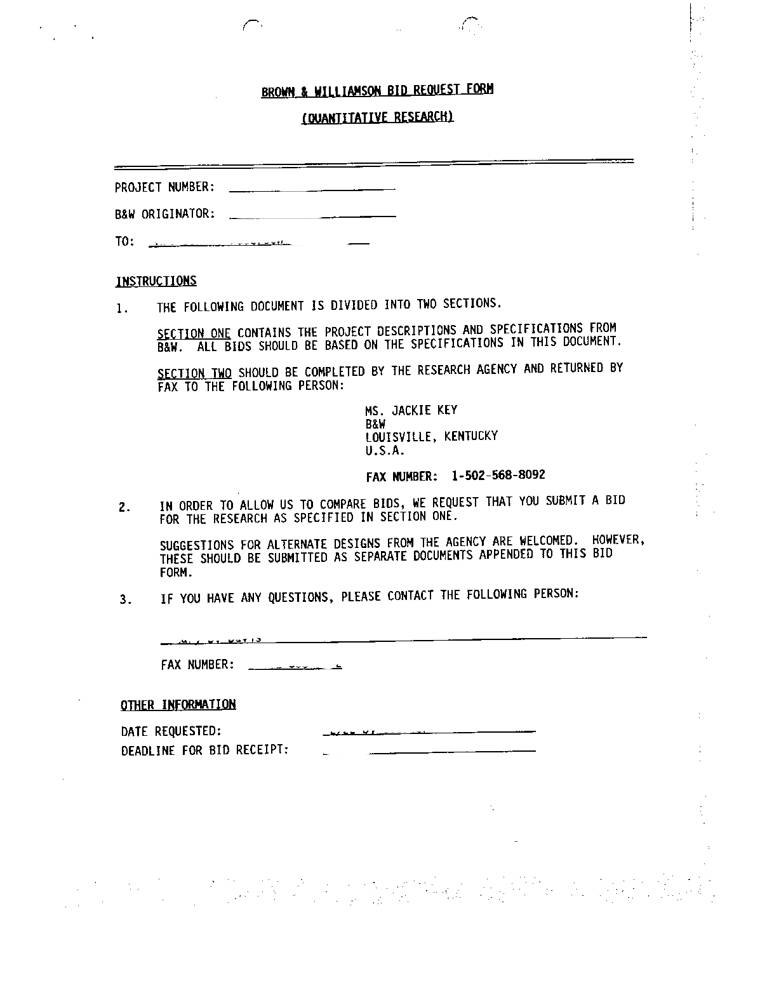 BROWN & WILLIAMSON BID REQUEST FORM
(QUANTITATIVE RESEARCH)
PROJECT NUMBER:
B&W ORIGINATOR:
TO:
INSTRUCTIONS
1. THE FOLLOWING DOCUMENT IS DIVIDED INTO TWO SECTIONS.
SECTION ONE CONTAINS THE PROJECT DESCRIPTIONS AND SPECIFICATIONS FROM
B&W. ALL BIDS SHOULD BE BASED ON THE SPECIFICATIONS IN THIS DOCUMENT.
SECTION TWO SHOULD BE COMPLETED BY THE RESEARCH AGENCY AND RETURNED BY
FAX TO THE FOLLOWING PERSON:
MS. JACKIE KEY
B&W
LOUISVILLE, KENTUCKY
U.S.A.
FAX NUMBER: 1-502-568-8092
2. IN ORDER TO ALLOW US TO COMPARE BIDS, WE REQUEST THAT YOU SUBMIT A BID
FOR THE RESEARCH AS SPECIFIED IN SECTION ONE.
SUGGESTIONS FOR ALTERNATE DESIGNS FROM THE AGENCY ARE WELCOMED. HOWEVER,
THESE SHOULD BE SUBMITTED AS SEPARATE DOCUMENTS APPENDED TO THIS BID
FORM.
3. IF YOU HAVE ANY QUESTIONS, PLEASE CONTACT THE FOLLOWING PERSON:
FAX NUMBER:
OTHER INFORMATION
DATE REQUESTED:
DEADLINE FOR BID RECEIPT: